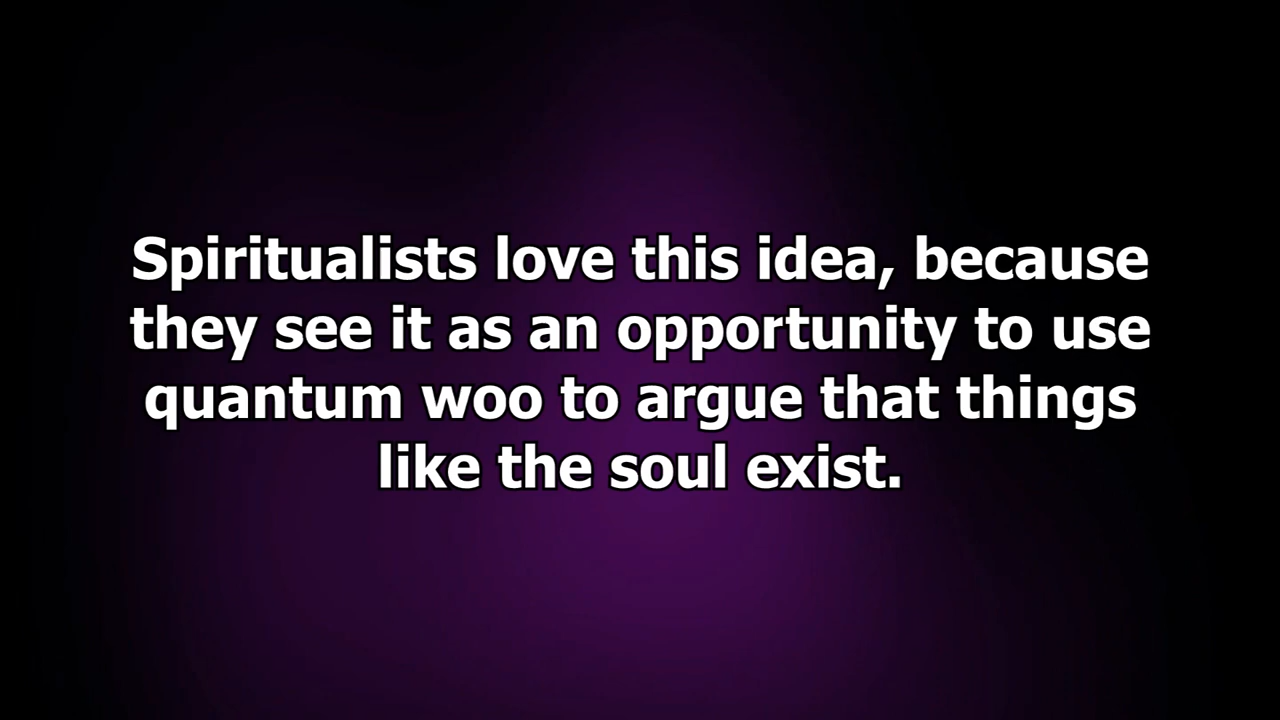 Spiritualists love this idea, because
they see it as an opportunity to use
quantum woo to argue that things
like the soul exist.